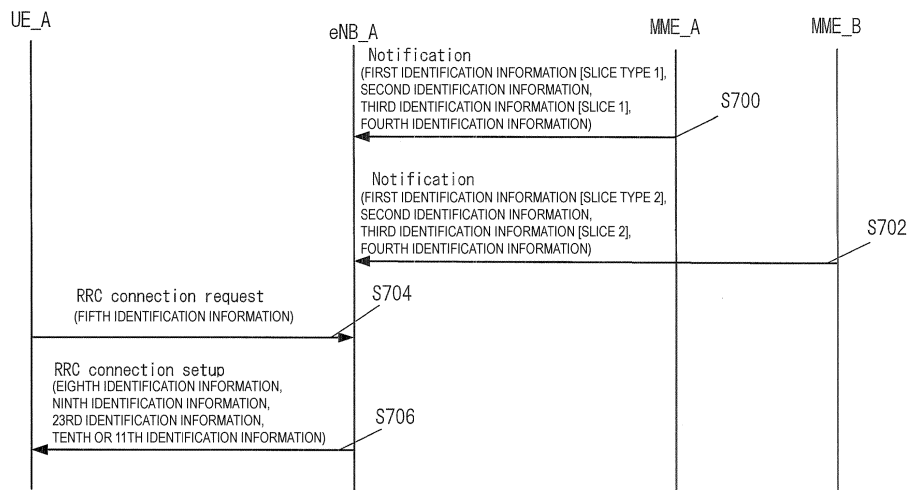 UE_A
eNB_A
MME_A
MME_B
Notification
(FIRST IDENTIFICATION INFORMATION [SLICE TYPE 1],
SECOND IDENTIFICATION INFORMATION,
THIRD IDENTIFICATION INFORMATION [SLICE 1],
FOURTH IDENTIFICATION INFORMATION)
S700
Notification
(FIRST IDENTIFICATION INFORMATION [SLICE TYPE 2],
SECOND IDENTIFICATION INFORMATION,
THIRD IDENTIFICATION INFORMATION [SLICE 2],
FOURTH IDENTIFICATION INFORMATION)
S702
RRC connection request
(FIFTH IDENTIFICATION INFORMATION)
S704
RRC connection setup
(EIGHTH IDENTIFICATION INFORMATION,
NINTH IDENTIFICATION INFORMATION,
23RD IDENTIFICATION INFORMATION,
TENTH OR 11TH IDENTIFICATION INFORMATION)
S706